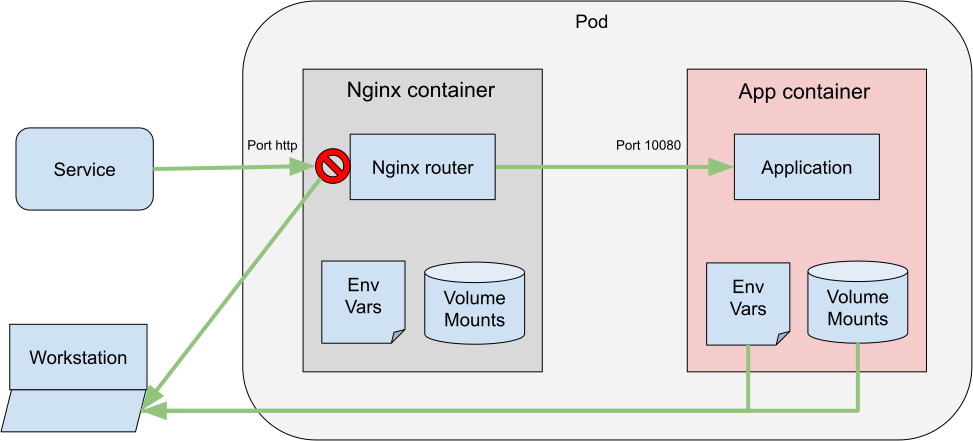 Pod
Nginx container
App container
Port http
Port 10080
Service
Nginx router
Application
Env
Vars
Volume
Mounts
Env
Vars
Volume
Mounts
Workstation